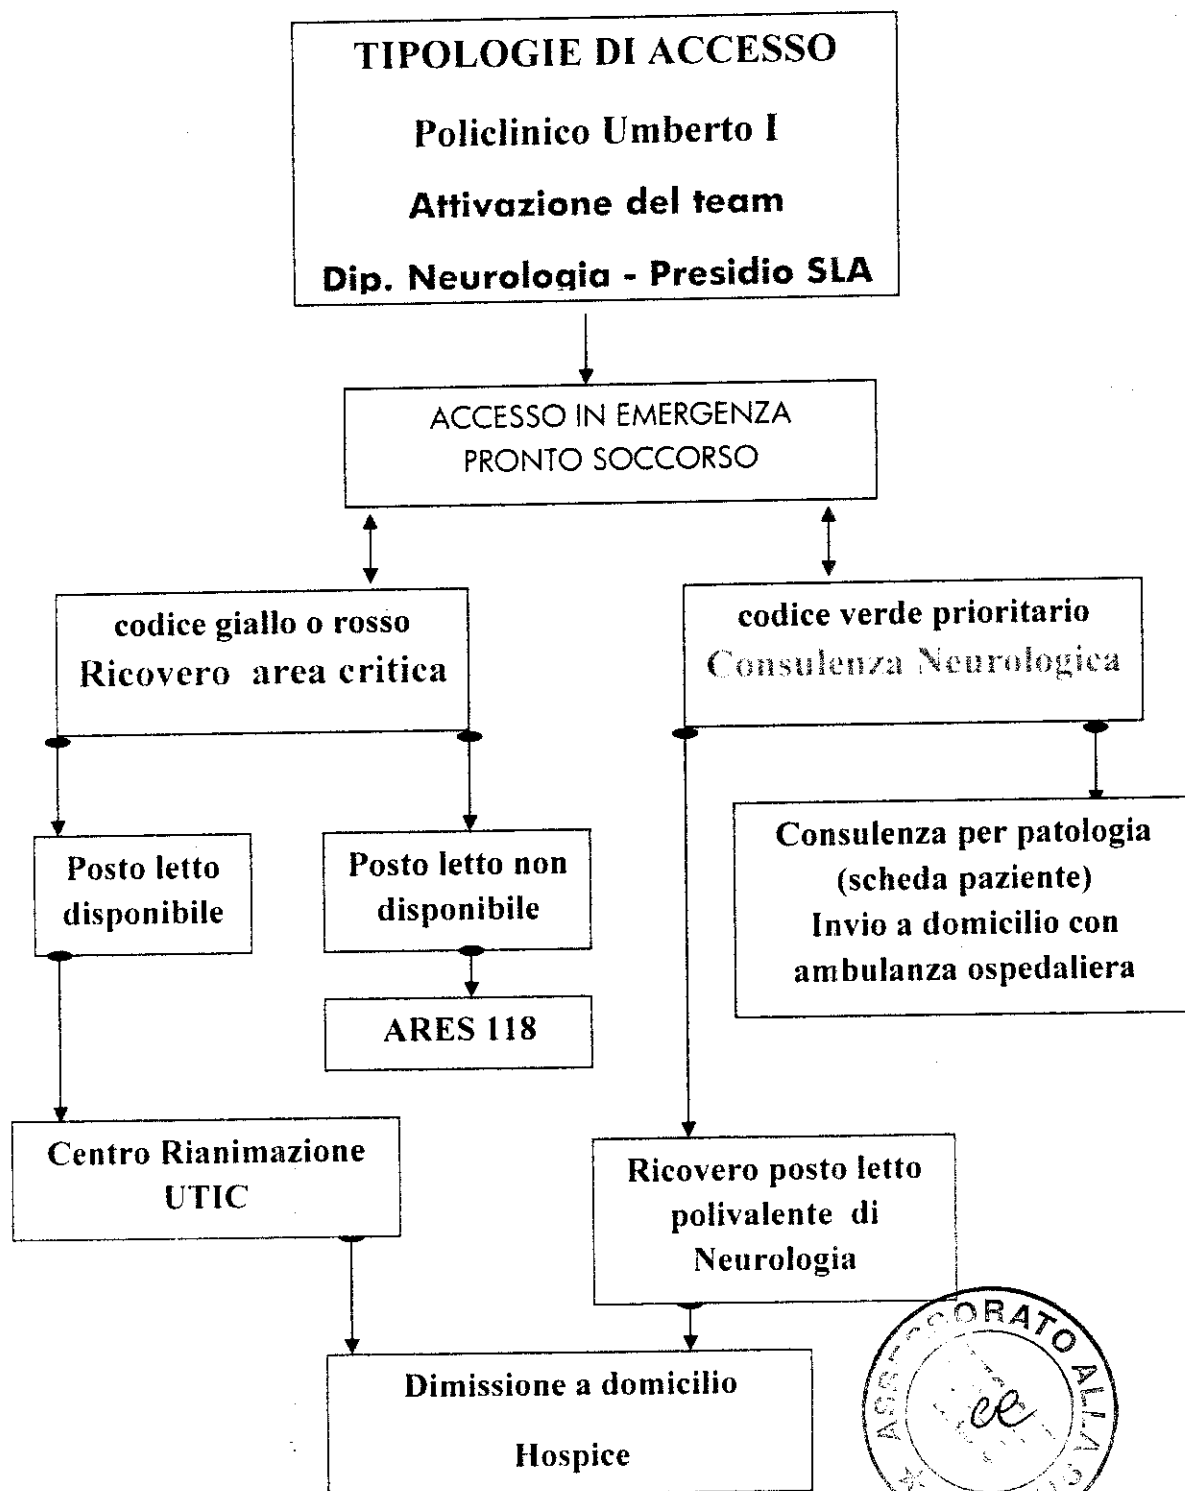 TIPOLOGIE DI ACCESSO
Policlinico Umberto I
Attivazione del team
Dip. Neurologia - Presidio SLA
ACCESSO IN EMERGENZA
PRONTO SOCCORSO
codice giallo o rosso
Ricovero area critica
codice verde prioritario
Consulenza Neurologica
Posto letto
disponibile
Posto letto non
disponibile
Consulenza per patologia
(scheda paziente)
Invio a domicilio con
ambulanza ospedaliera
ARES 118
Centro Rianimazione
UTIC
Ricovero posto letto
polivalente di
Neurologia
Dimissione a domicilio
Hospice
ASSESSORATO ALLA